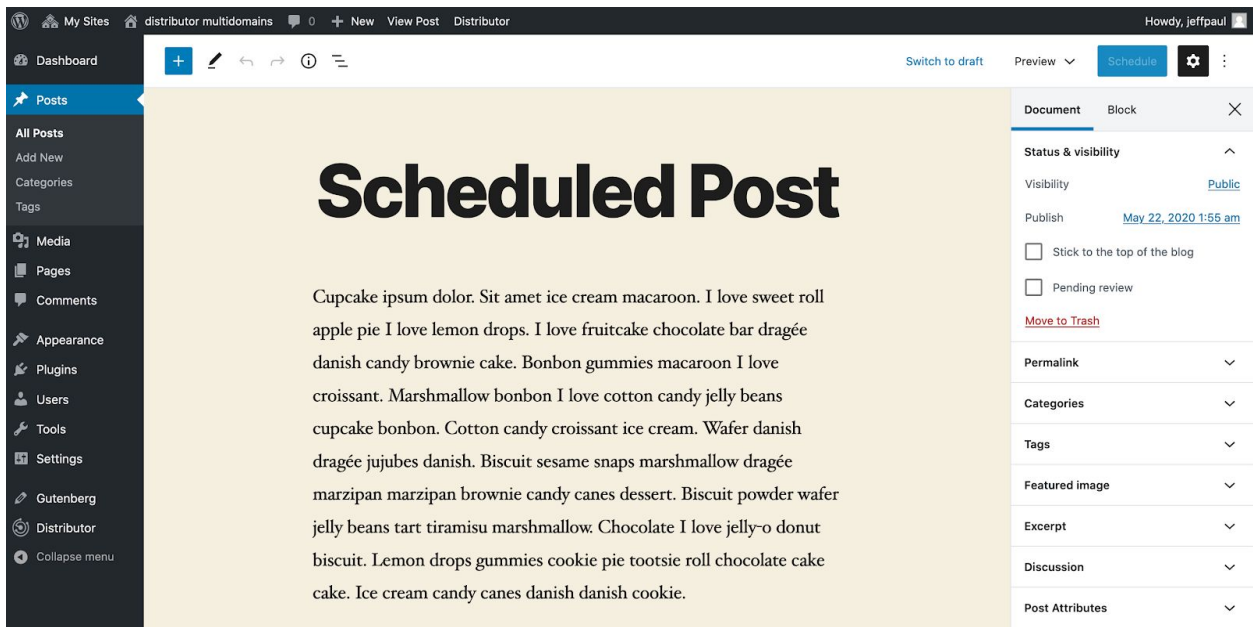 My Sites
distributor multidomains
0
New
View Post
Distributor
Howdy, jeffpaul
Dashboard
Posts
All Posts
Add New
Categories
Tags
Media
Pages
Comments
Appearance
Plugins
Users
Tools
Settings
Gutenberg
Distributor
Collapse menu
Switch to draft
Preview
Schedule
Scheduled Post
Cupcake ipsum dolor. Sit amet ice cream macaroon. I love sweet roll
apple pie I love lemon drops. I love fruitcake chocolate bar dragée
danish candy brownie cake. Bonbon gummies macaroon I love
croissant. Marshmallow bonbon I love cotton candy jelly beans
cupcake bonbon. Cotton candy croissant ice cream. Wafer danish
dragée jujubes danish. Biscuit sesame snaps marshmallow dragée
marzipan marzipan brownie candy canes dessert. Biscuit powder wafer
jelly beans tart tiramisu marshmallow. Chocolate I love jelly-o donut
biscuit. Lemon drops gummies cookie pie tootsie roll chocolate cake
cake. Ice cream candy canes danish danish cookie.
Document
Block
Status & visibility
Visibility
Public
Publish
May 22, 2020 1:55 am
Stick to the top of the blog
Pending review
Move to Trash
Permalink
Categories
Tags
Featured image
Excerpt
Discussion
Post Attributes